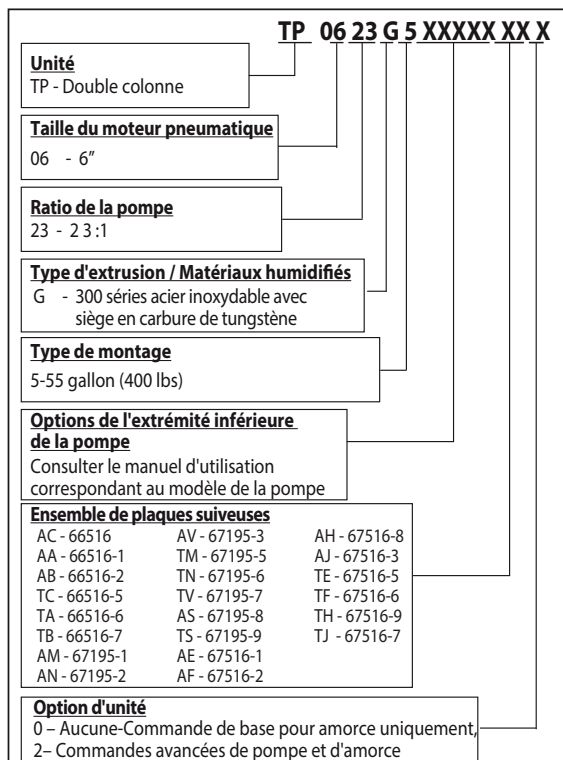 TP 06 23 G 5 XXXXX XX X
Unité
TP - Double colonne
Taille du moteur pneumatique
06 - 6"
Ratio de la pompe
23 - 2 3 :1
Type d'extrusion / Matériaux humidifiés
G - 300 séries acier inoxydable avec
siège en carbure de tungstène
Type de montage
5-55 gallon (400 lbs)
Options de l'extrémité inférieure
de la pompe
Consulter le manuel d'utilisation
correspondant au modèle de la pompe
Ensemble de plaques suiveuses
AC - 66516 AV - 67195-3 AH - 67516-8
AA - 66516-1 TM - 67195-5 AJ - 67516-3
AB - 66516-2 TN - 67195-6 TE - 67516-5
TC - 66516-5 TV - 67195-7 TF - 67516-6
TA - 66516-6 AS - 67195-8 TH - 67516-9
TB - 66516-7 TS - 67195-9 TJ - 67516-7
AM - 67195-1 AE - 67516-1
AN - 67195-2 AF - 67516-2
Option d'unité
0 – Aucune-Commande de base pour amorce uniquement,
2– Commandes avancées de pompe et d'amorce